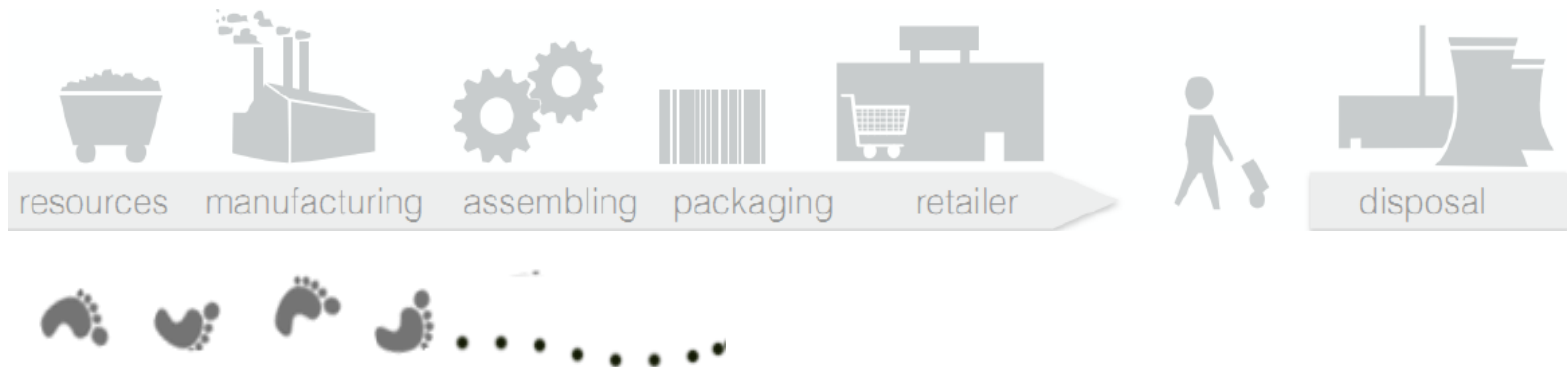 resources manufacturing assembling packaging retailer disposal